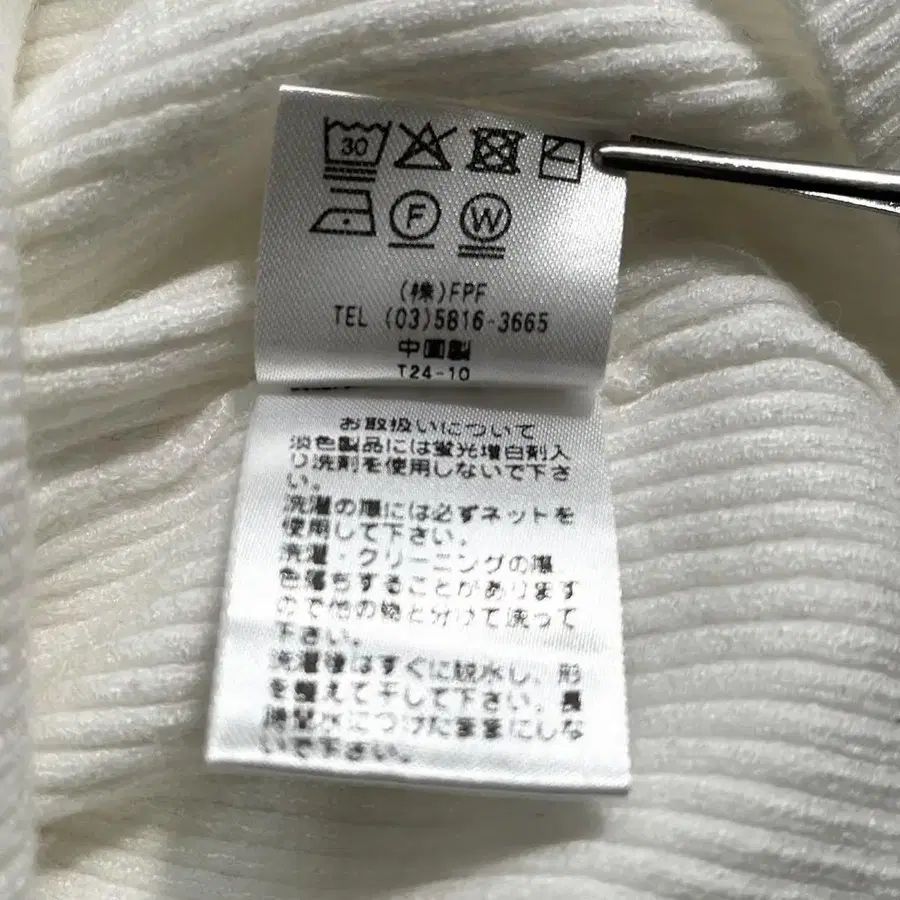 30
F W
(株)FPF
TEL (03)5816-3665
中国製
T24-10
お取扱いについて
淡色製品には蛍光増白剤入
り洗剤を使用しないで下さ
い。
洗濯の際には必ずネットを
使用して下さい。
洗濯・クリーニングの際、
色落ちすることがあります
ので他の物と分けて洗って
下さい。
洗濯後はすぐに脱水し、形
を整えて干して下さい。長
時間水につけたままにしな
いで下さい。